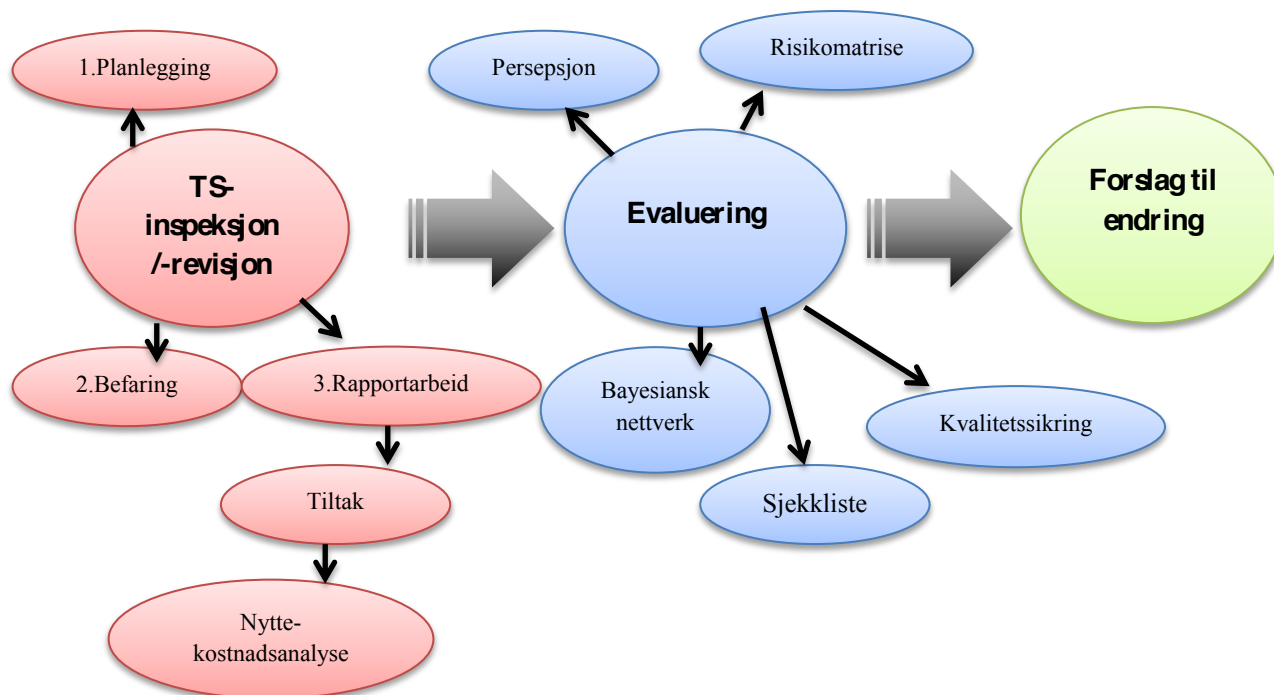 1.Planlegging
TS-
inspeksjon
/-revisjon
2.Befaring
3.Rapportarbeid
Tiltak
Nytte-
kostnadsanalyse
Persepsjon
Risikomatrise
Evaluering
Bayesiansk
nettverk
Sjekkliste
Kvalitetssikring
Forslag til
endring